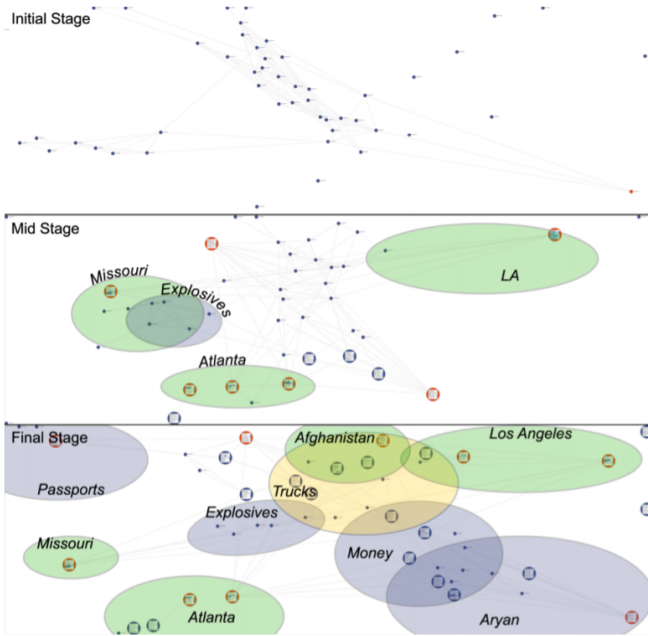 Initial Stage
Mid Stage
Missouri
Explosives
LA
Atlanta
Final Stage
Afghanistan
Los Angeles
Passports
Trucks
Explosives
Missouri
Money
Atlanta
Aryan